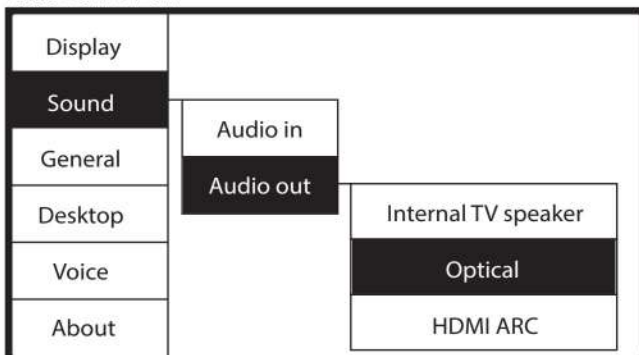 Display
Sound
General
Desktop
Voice
About
Audio in
Audio out
Internal TV speaker
Optical
HDMI ARC